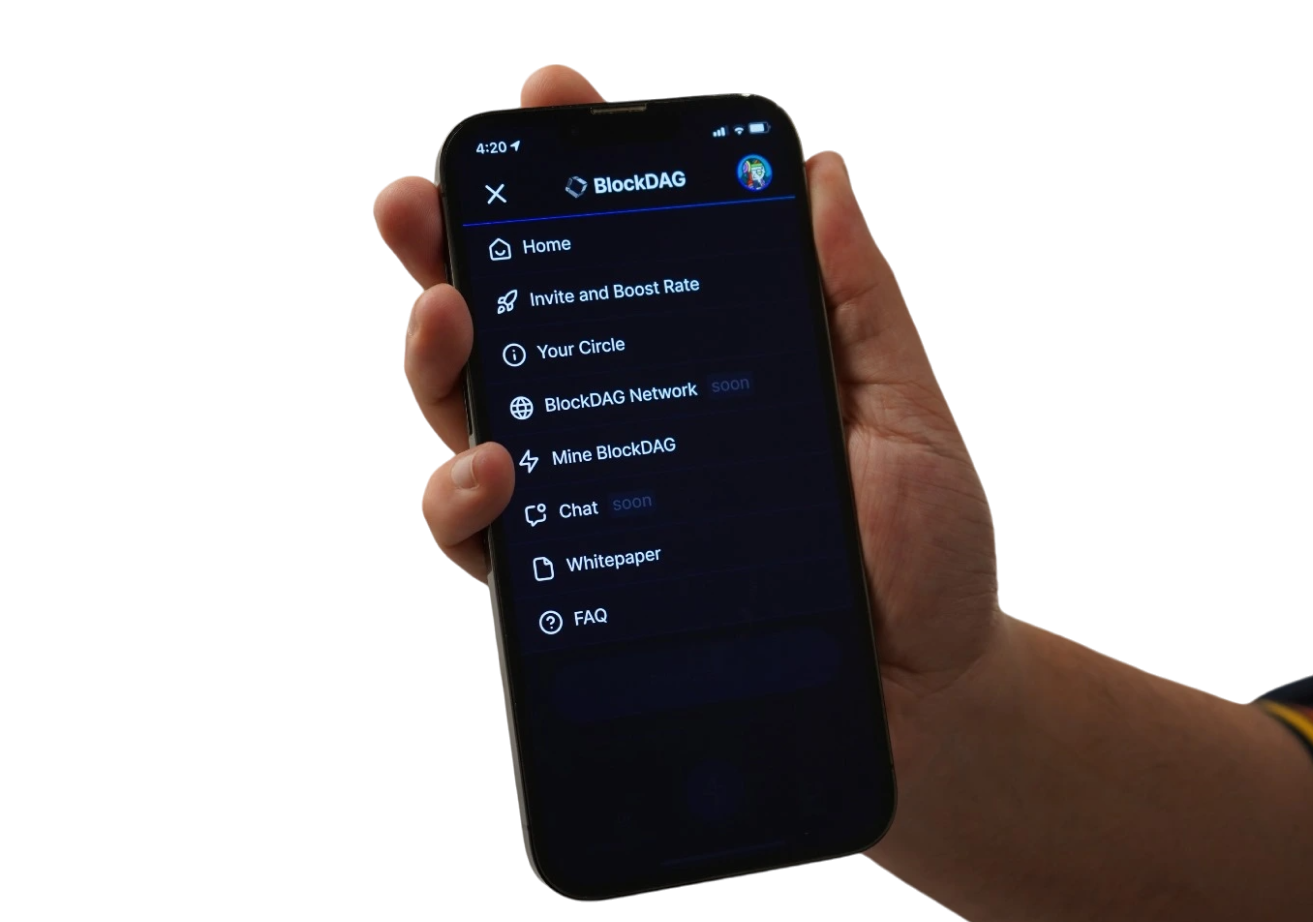 4:20
BlockDAG
Home
Invite and Boost Rate
Your Circle
BlockDAG Network soon
Mine BlockDAG
Chat soon
Whitepaper
FAQ